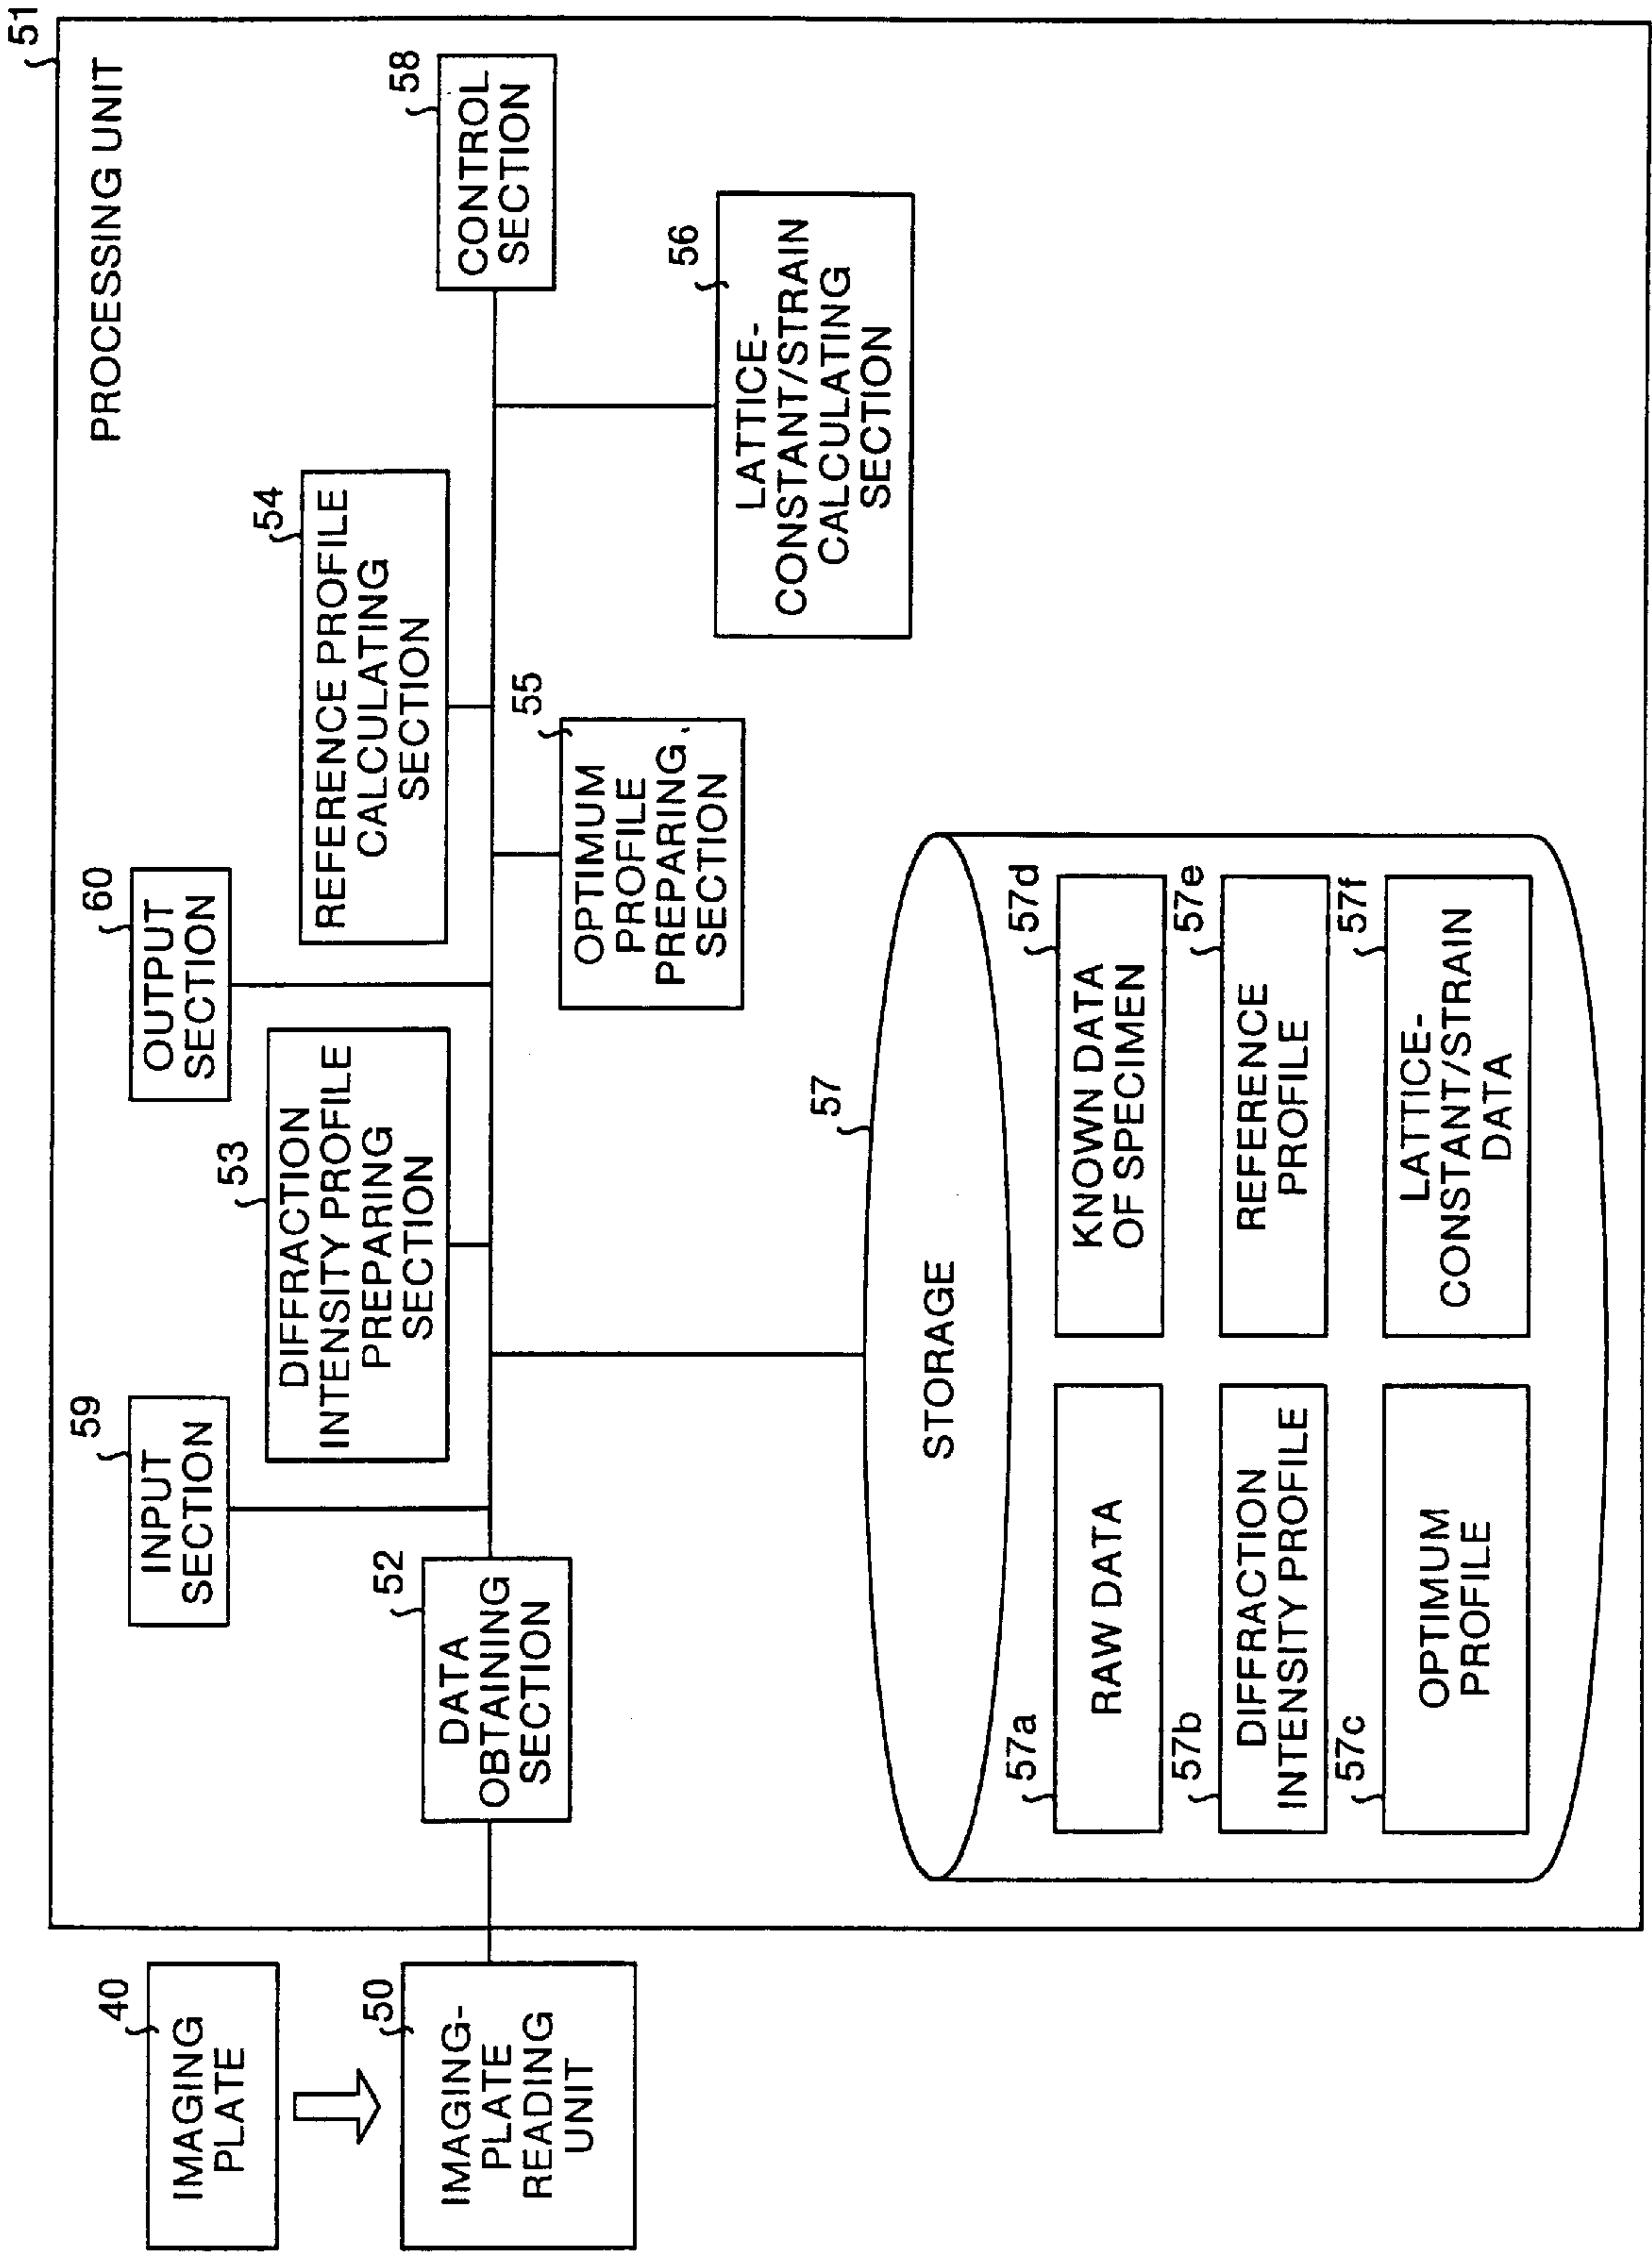 51
PROCESSING UNIT
40
IMAGING
PLATE
50
IMAGING-
PLATE
READING
UNIT
59
INPUT
SECTION
60
OUTPUT
SECTION
52
DATA
OBTAINING
SECTION
53
DIFFRACTION
INTENSITY PROFILE
PREPARING
SECTION
54
REFERENCE PROFILE
CALCULATING
SECTION
58
CONTROL
SECTION
55
OPTIMUM
PROFILE
PREPARING
SECTION
56
LATTICE-
CONSTANT/STRAIN
CALCULATING
SECTION
57
STORAGE
57a
RAW DATA
57d
KNOWN DATA
OF SPECIMEN
57b
DIFFRACTION
INTENSITY PROFILE
57e
REFERENCE
PROFILE
57c
OPTIMUM
PROFILE
57f
LATTICE-
CONSTANT/STRAIN
DATA